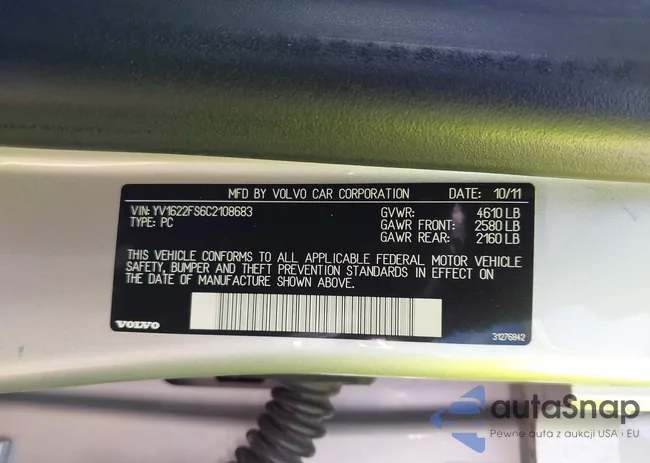 MFD BY VOLVO CAR CORPORATION DATE: 10/11
VIN: YV1622FS6C2108683 GVWR: 4610 LB
TYPE: PC GAWR FRONT: 2580 LB
GAWR REAR: 2160 LB
THIS VEHICLE CONFORMS TO ALL APPLICABLE FEDERAL MOTOR VEHICLE
SAFETY, BUMPER AND THEFT PREVENTION STANDARDS IN EFFECT ON
THE DATE OF MANUFACTURE SHOWN ABOVE.
VOLVO 31276842
autaSnap
Pewne auta z aukcji USA i EU